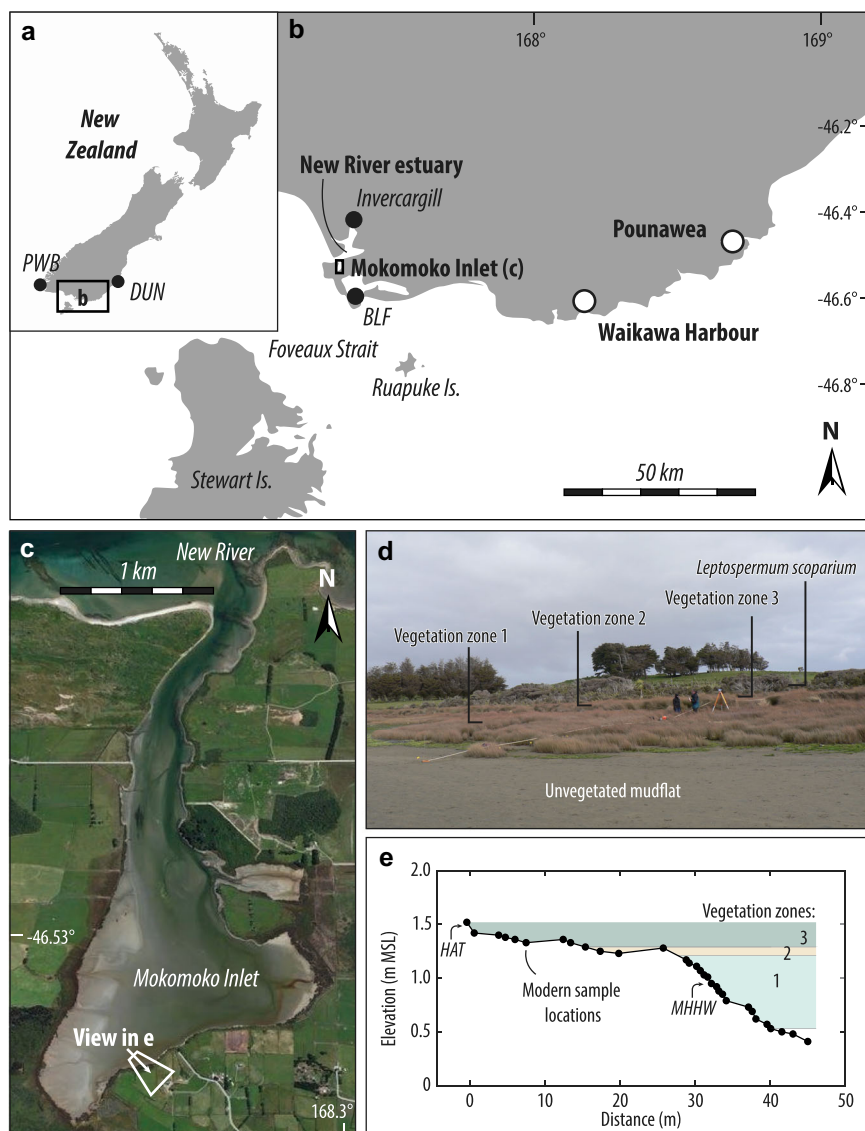 a
New
Zealand
PWB
b
DUN
b
168°
169°
-46.2°
-46.4°
-46.6°
-46.8°
New River estuary
Invercargill
Mokomoko Inlet (c)
BLF
Pounawea
Waikawa Harbour
Foveaux Strait
Ruapuke Is.
Stewart Is.
50 km
N
c
New River
1 km
N
-46.53°
Mokomoko Inlet
View in e
168.3°
d
Leptospermum scoparium
Vegetation zone 3
Vegetation zone 2
Vegetation zone 1
Unvegetated mudflat
e
2.0
1.5
1.0
0.5
0
Elevation (m MSL)
Vegetation zones:
3
2
1
HAT
Modern sample
locations
MHHW
0
10
20
30
40
50
Distance (m)